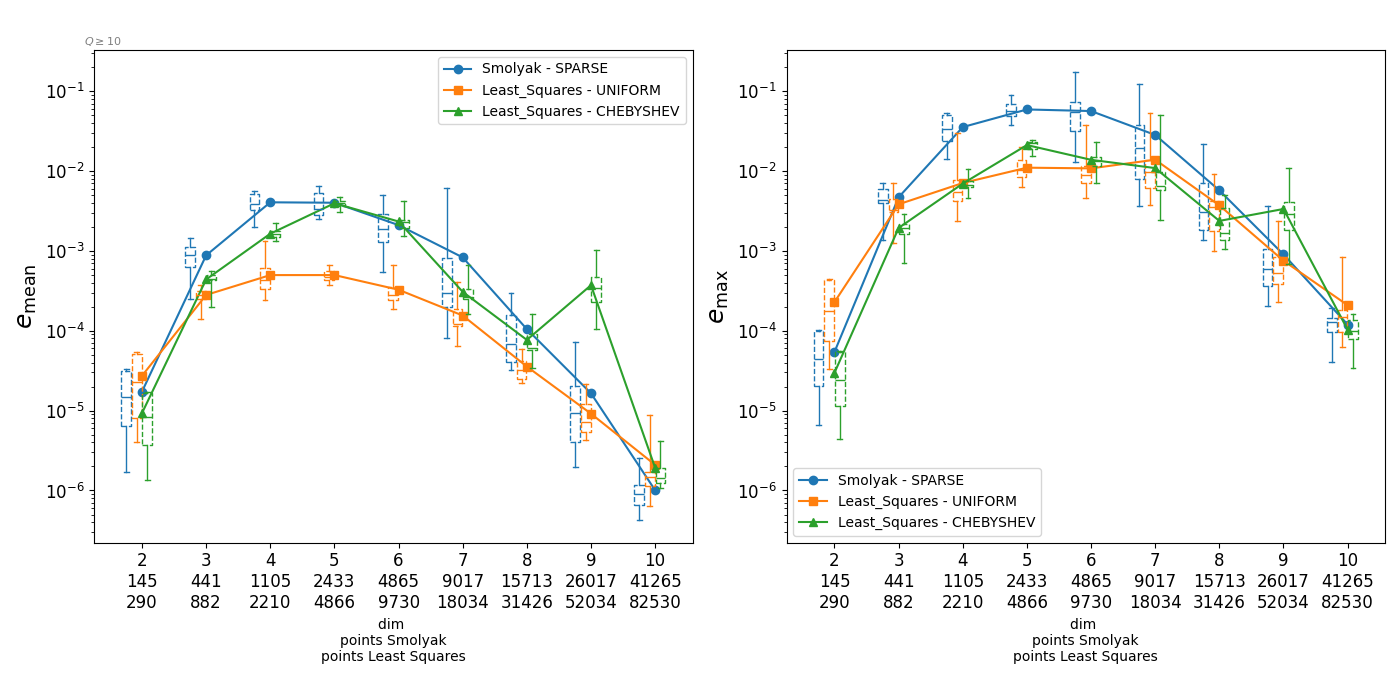 Q ≥ 10
Smolyak - SPARSE
Least_Squares - UNIFORM
Least_Squares - CHEBYSHEV
10⁻¹
10⁻²
10⁻³
10⁻⁴
10⁻⁵
10⁻⁶
e_mean
2 3 4 5 6 7 8 9 10
145 441 1105 2433 4865 9017 15713 26017 41265
290 882 2210 4866 9730 18034 31426 52034 82530
dim
points Smolyak
points Least Squares
10⁻¹
10⁻²
10⁻³
10⁻⁴
10⁻⁵
10⁻⁶
e_max
Smolyak - SPARSE
Least_Squares - UNIFORM
Least_Squares - CHEBYSHEV
2 3 4 5 6 7 8 9 10
145 441 1105 2433 4865 9017 15713 26017 41265
290 882 2210 4866 9730 18034 31426 52034 82530
dim
points Smolyak
points Least Squares